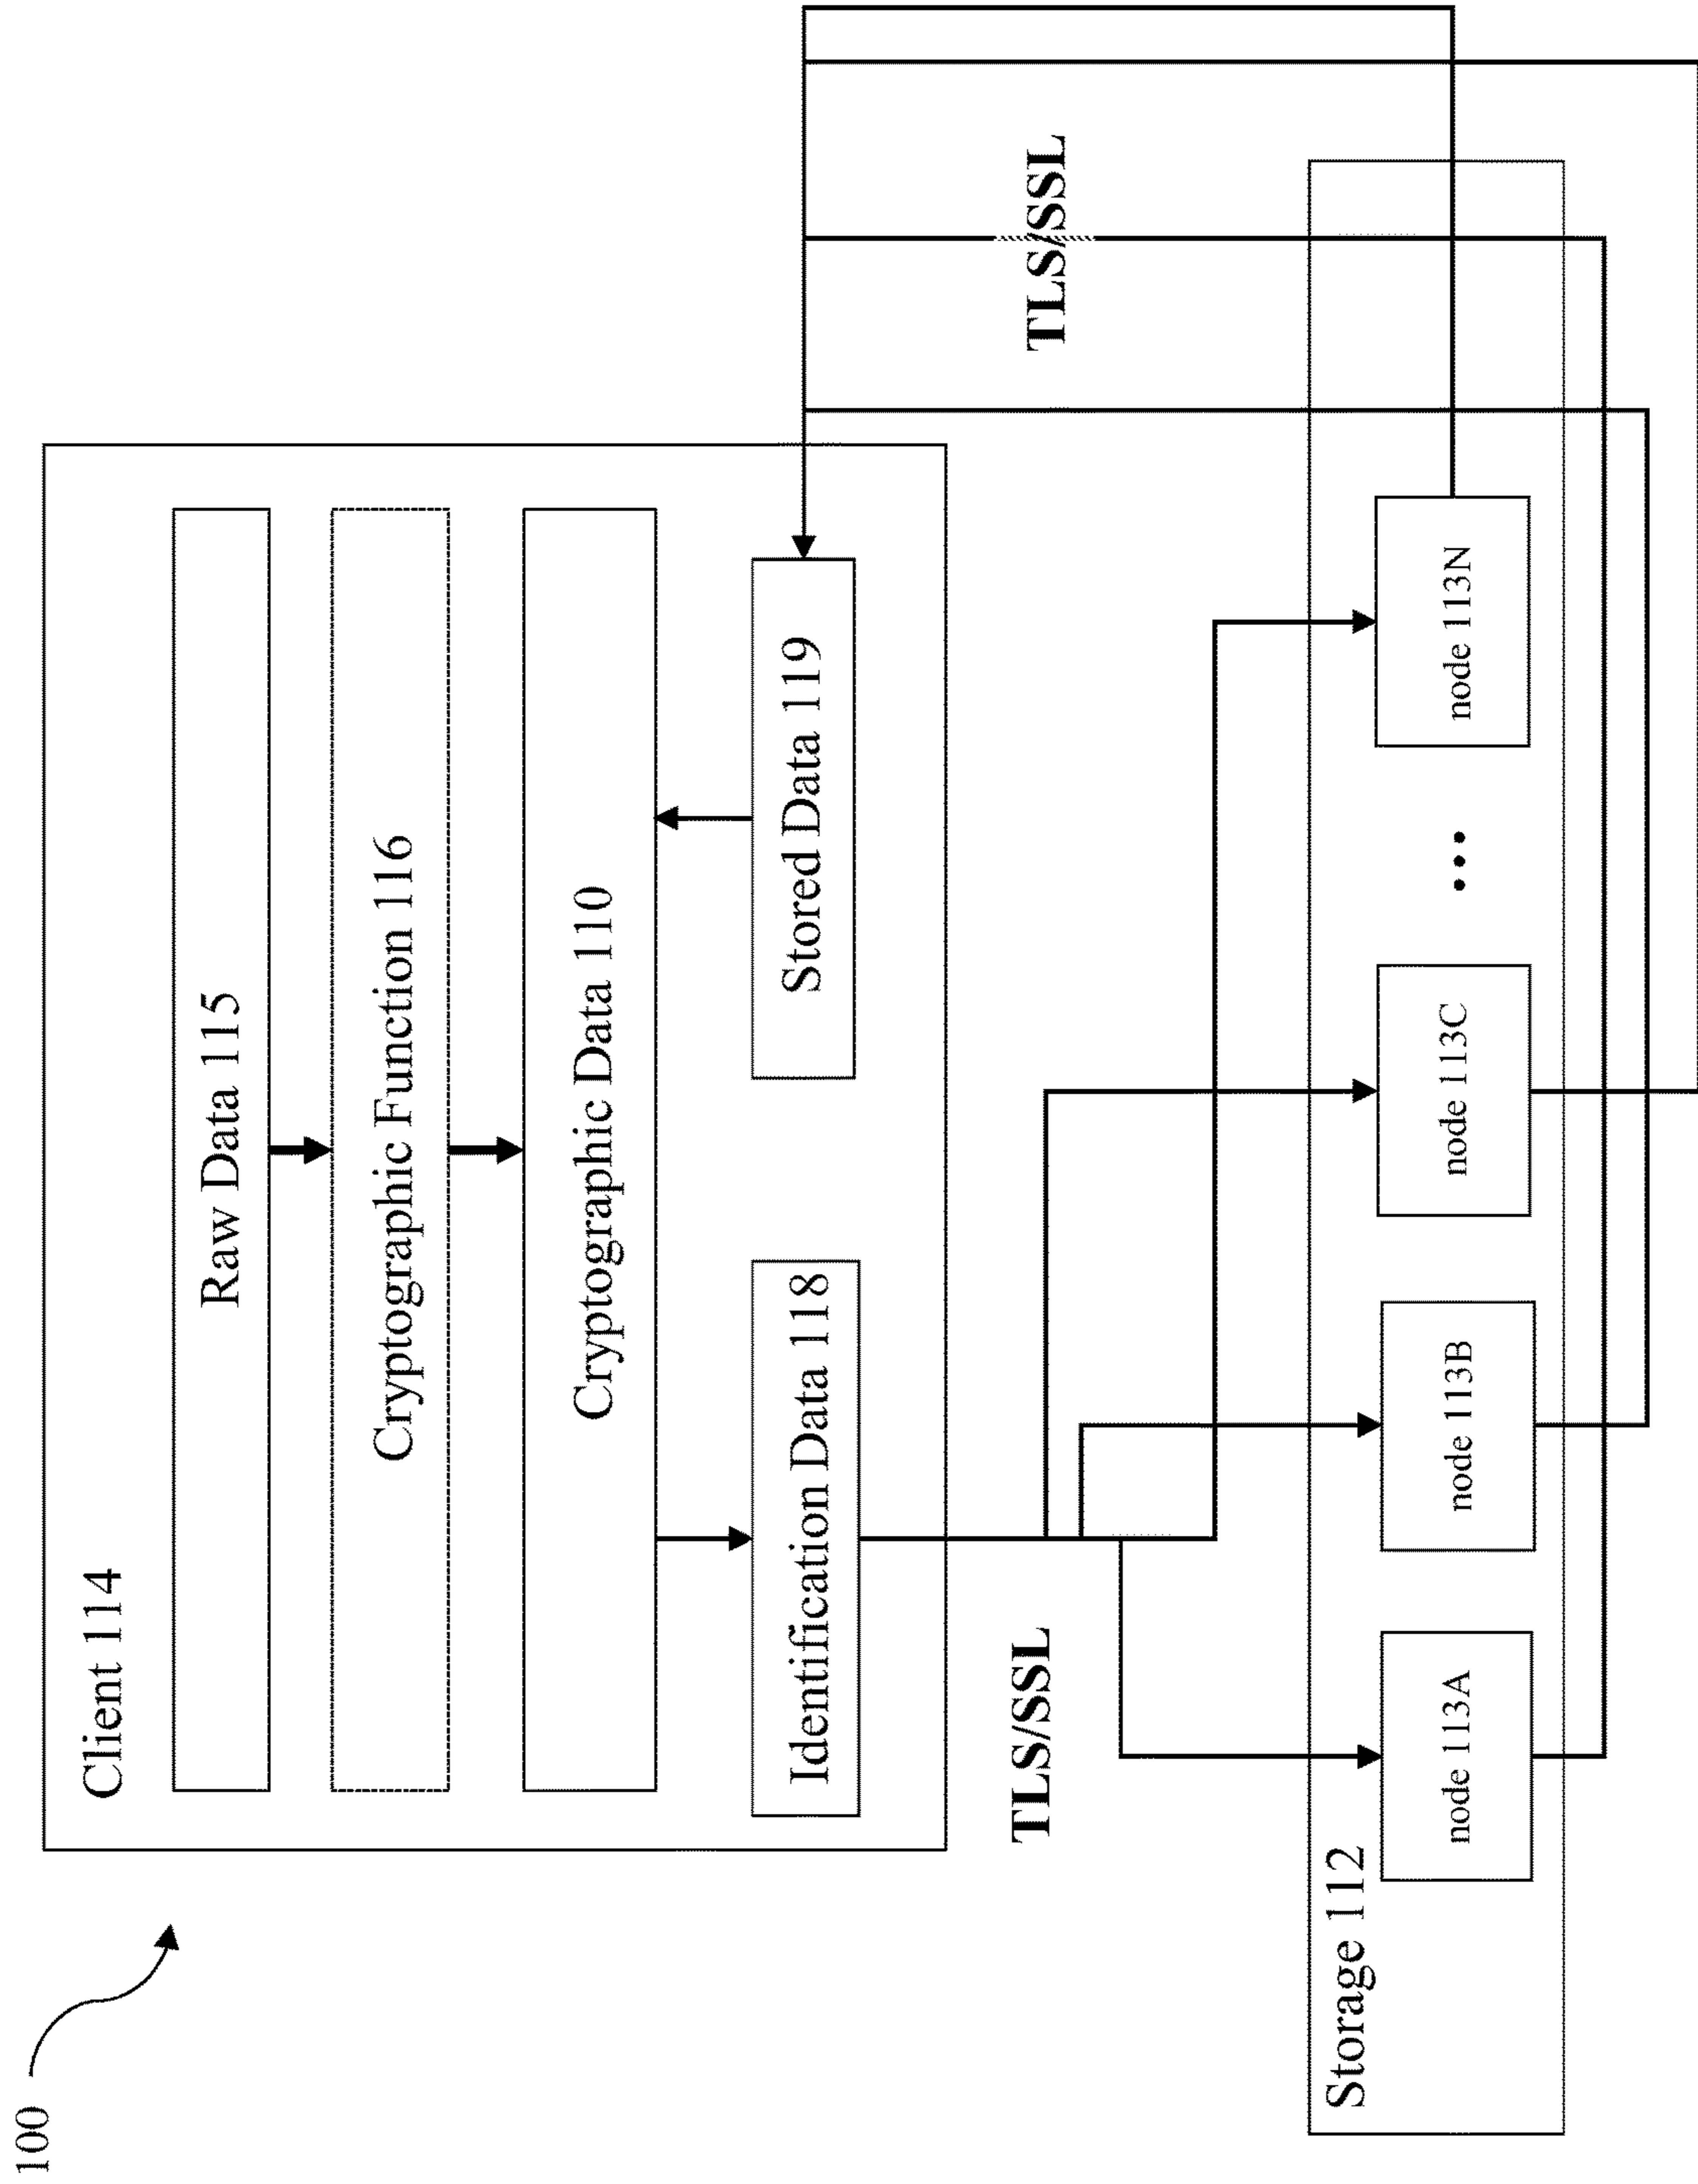 100
Client 114
Raw Data 115
Cryptographic Function 116
Cryptographic Data 110
Identification Data 118
Stored Data 119
TLS/SSL
TLS/SSL
Storage 112
node 113A
node 113B
node 113C
...
node 113N